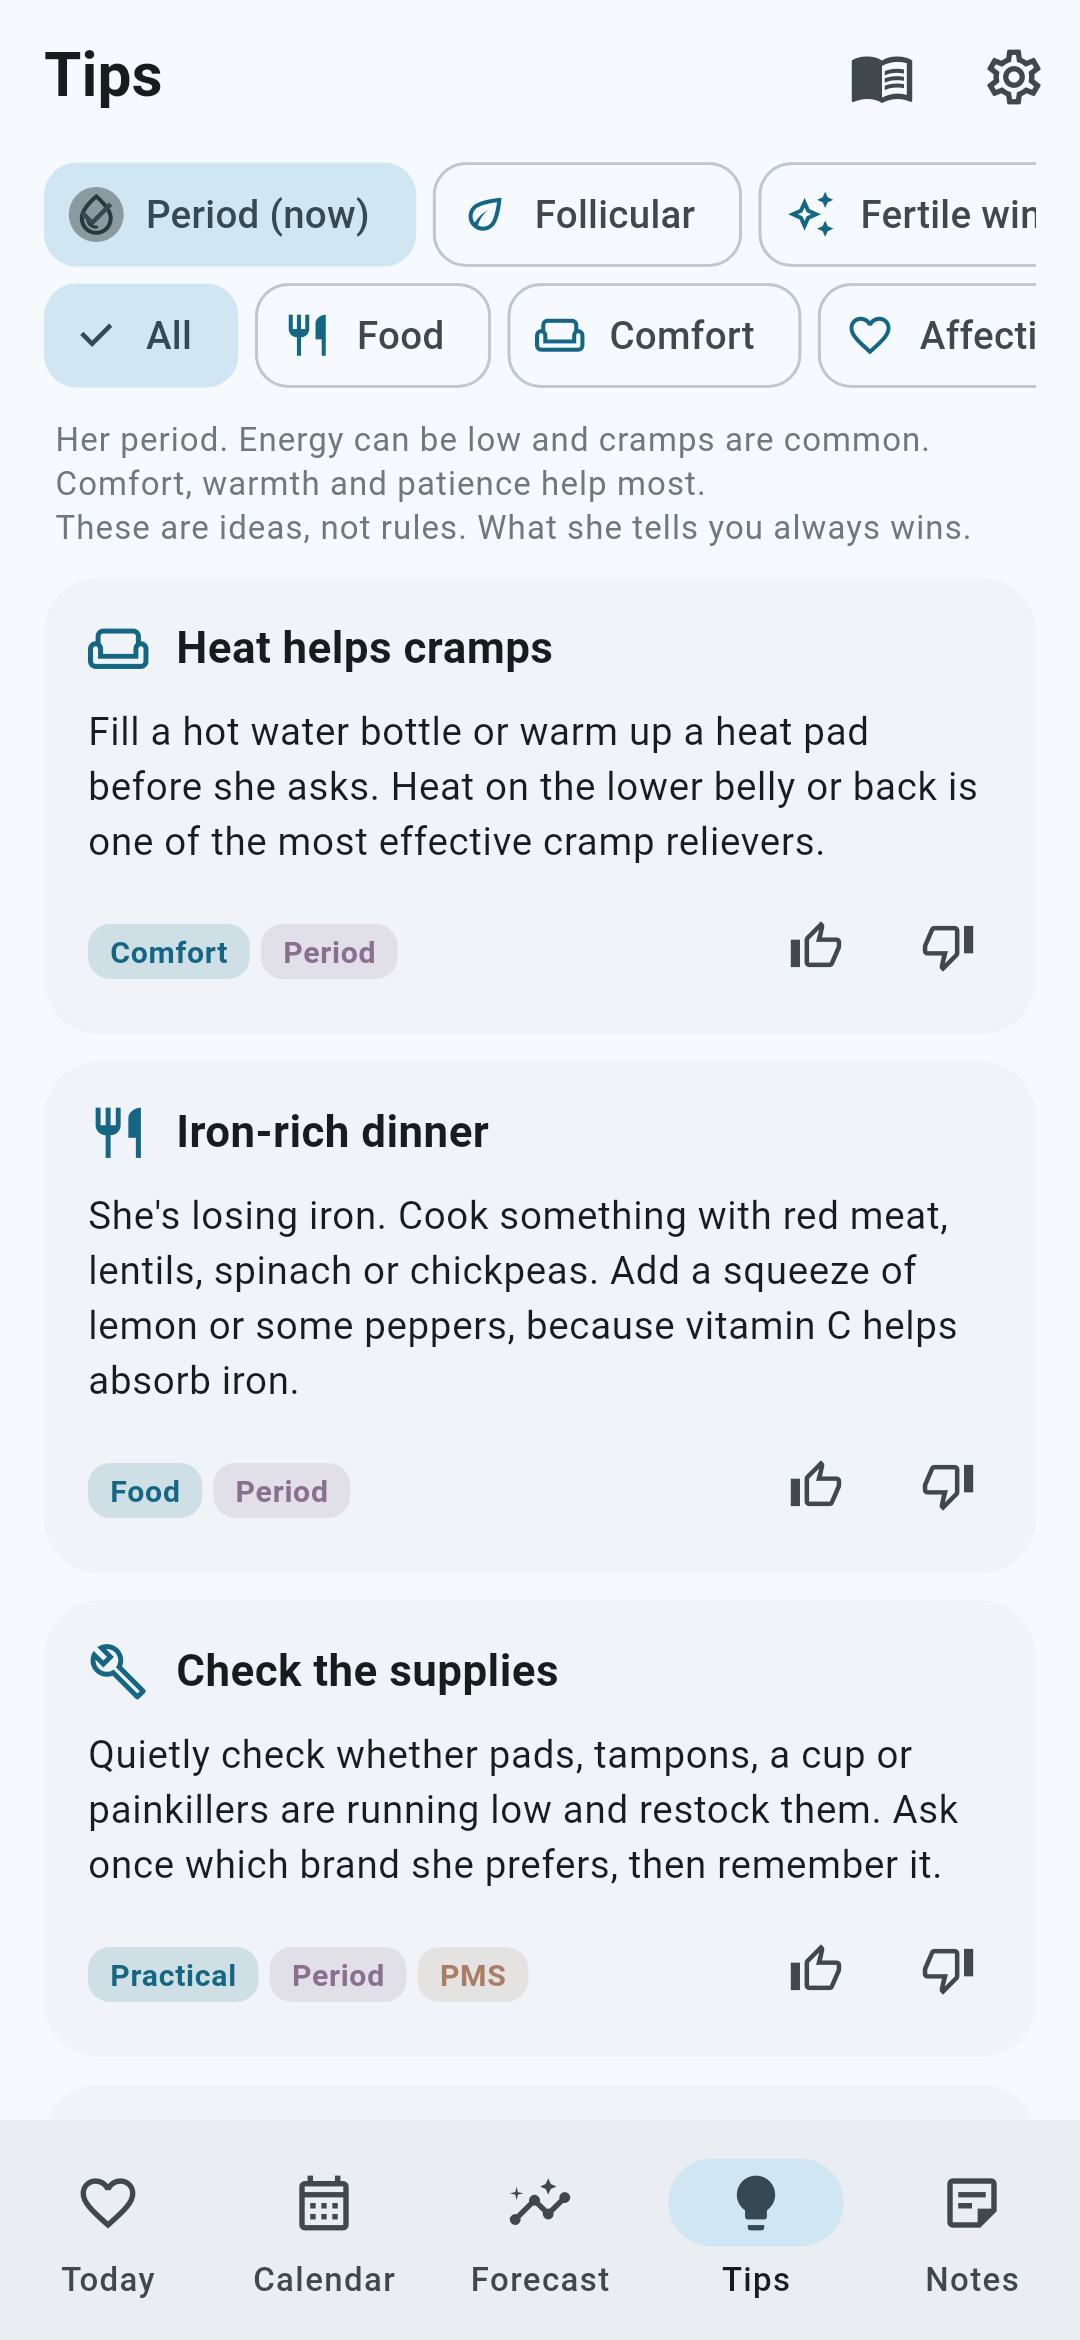 Tips
Period (now)
Follicular
Fertile win
All
Food
Comfort
Affecti
Her period. Energy can be low and cramps are common.
Comfort, warmth and patience help most.
These are ideas, not rules. What she tells you always wins.
Heat helps cramps
Fill a hot water bottle or warm up a heat pad
before she asks. Heat on the lower belly or back is
one of the most effective cramp relievers.
Comfort
Period
Iron-rich dinner
She's losing iron. Cook something with red meat,
lentils, spinach or chickpeas. Add a squeeze of
lemon or some peppers, because vitamin C helps
absorb iron.
Food
Period
Check the supplies
Quietly check whether pads, tampons, a cup or
painkillers are running low and restock them. Ask
once which brand she prefers, then remember it.
Practical
Period
PMS
Today
Calendar
Forecast
Tips
Notes